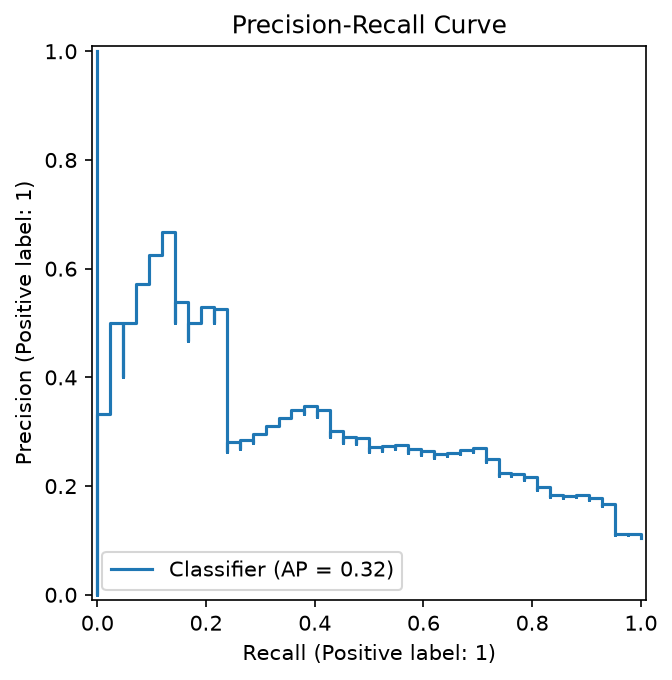 Precision-Recall Curve
Precision (Positive label: 1)
1.0
0.8
0.6
0.4
0.2
0.0
Classifier (AP = 0.32)
0.0 0.2 0.4 0.6 0.8 1.0
Recall (Positive label: 1)